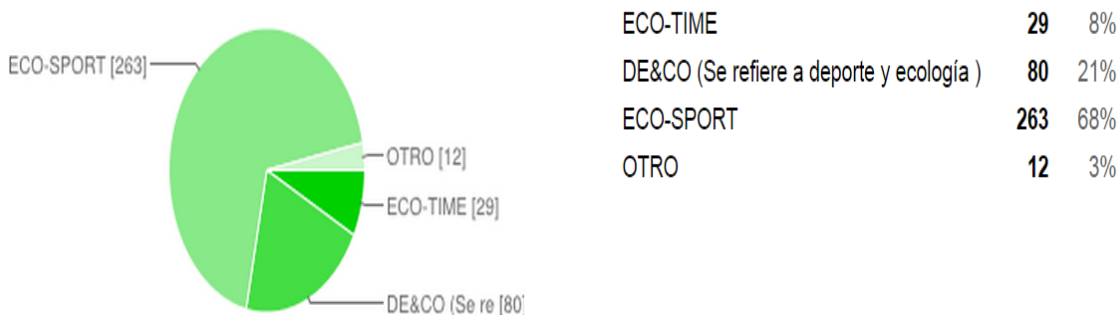 ECO-SPORT [263]
OTRO [12]
ECO-TIME [29]
DE&CO (Se re [80]
ECO-TIME 29 8%
DE&CO (Se refiere a deporte y ecología ) 80 21%
ECO-SPORT 263 68%
OTRO 12 3%